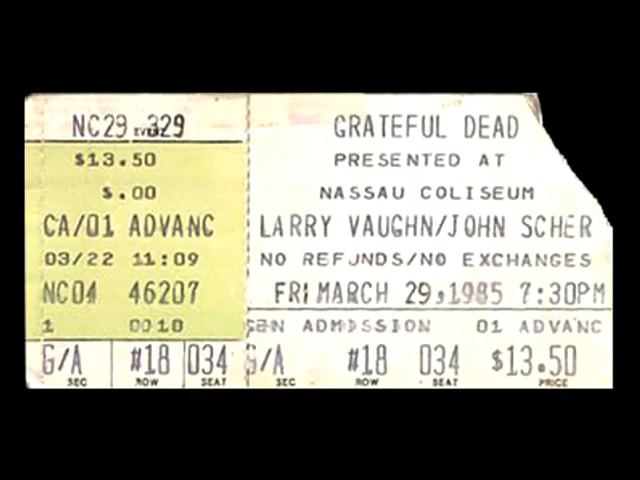 NC29 329
$13.50
$.00
CA/01 ADVANC
03/22 11:09
NC04 46207
1 0010
G/A #18 034
SEC ROW SEAT
GRATEFUL DEAD
PRESENTED AT
NASSAU COLISEUM
LARRY VAUGHN/JOHN SCHER
NO REFUNDS/NO EXCHANGES
FRI MARCH 29, 1985 7:30PM
GEN ADMISSION 01 ADVANC
G/A #18 034 $13.50
SEC ROW SEAT PRICE